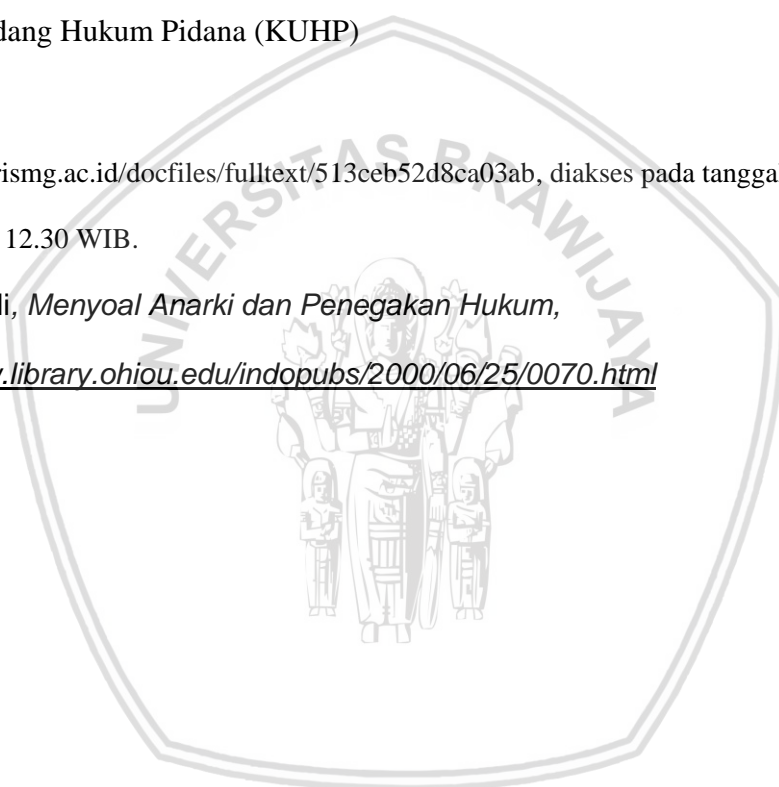 dang Hukum Pidana (KUHP)
rismg.ac.id/docfiles/fulltext/513ceb52d8ca03ab, diakses pada tangga
12.30 WIB.
li, Menyoal Anarki dan Penegakan Hukum,
.library.ohiou.edu/indopubs/2000/06/25/0070.html
UNIVERSITAS BRAWIJAYA